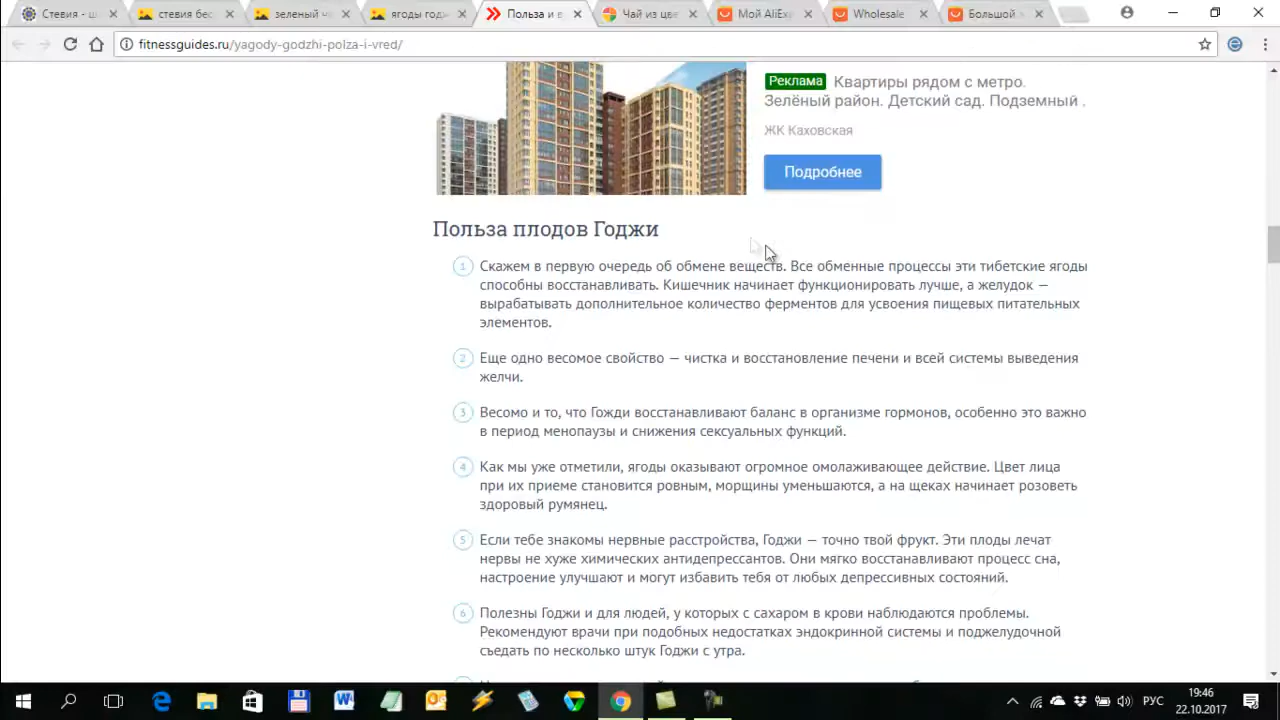 Стевия - ш
стевия бес
зеленый ч
ягоды годж
Польза и в
Чай из цве
Мой AliExp
Wholesale
Большой
fitnessguides.ru/yagody-godzhi-polza-i-vred/
Реклама Квартиры рядом с метро.
Зелёный район. Детский сад. Подземный .
ЖК Каховская
Подробнее
Польза плодов Годжи
1 Скажем в первую очередь об обмене веществ. Все обменные процессы эти тибетские ягоды
способны восстанавливать. Кишечник начинает функционировать лучше, а желудок —
вырабатывать дополнительное количество ферментов для усвоения пищевых питательных
элементов.
2 Еще одно весомое свойство — чистка и восстановление печени и всей системы выведения
желчи.
3 Весомо и то, что Гожди восстанавливают баланс в организме гормонов, особенно это важно
в период менопаузы и снижения сексуальных функций.
4 Как мы уже отметили, ягоды оказывают огромное омолаживающее действие. Цвет лица
при их приеме становится ровным, морщины уменьшаются, а на щеках начинает розоветь
здоровый румянец.
5 Если тебе знакомы нервные расстройства, Годжи — точно твой фрукт. Эти плоды лечат
нервы не хуже химических антидепрессантов. Они мягко восстанавливают процесс сна,
настроение улучшают и могут избавить тебя от любых депрессивных состояний.
6 Полезны Годжи и для людей, у которых с сахаром в крови наблюдаются проблемы.
Рекомендуют врачи при подобных недостатках эндокринной системы и поджелудочной
съедать по несколько штук Годжи с утра.
РУС
19:46
22.10.2017